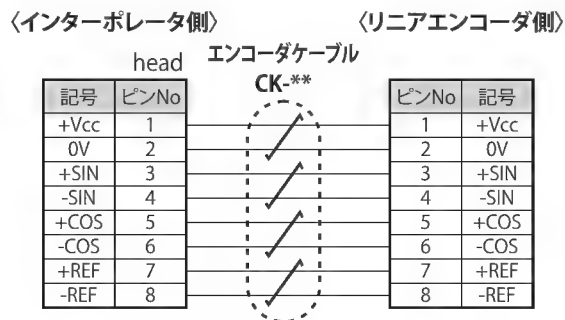 〈インターポレータ側〉 〈リニアエンコーダ側〉
head エンコーダケーブル
CK-**
記号 ピンNo ピンNo 記号
+Vcc 1 1 +Vcc
0V 2 2 0V
+SIN 3 3 +SIN
-SIN 4 4 -SIN
+COS 5 5 +COS
-COS 6 6 -COS
+REF 7 7 +REF
-REF 8 8 -REF